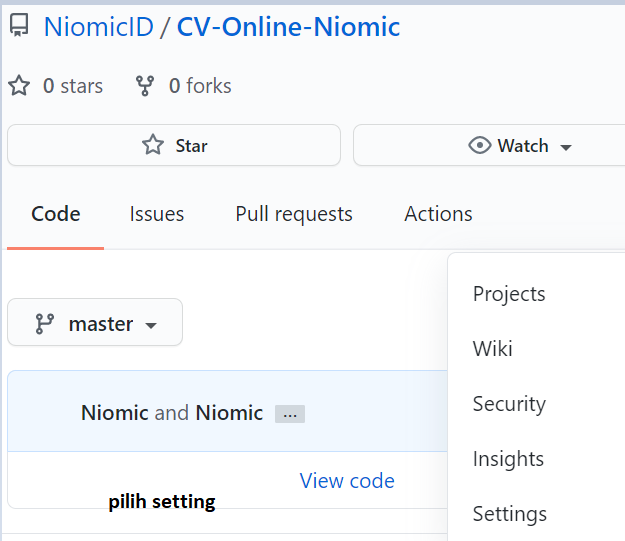 NiomicID / CV-Online-Niomic
0 stars 0 forks
Star Watch
Code Issues Pull requests Actions
Projects
master
Wiki
Security
Niomic and Niomic ...
Insights
View code
pilih setting
Settings